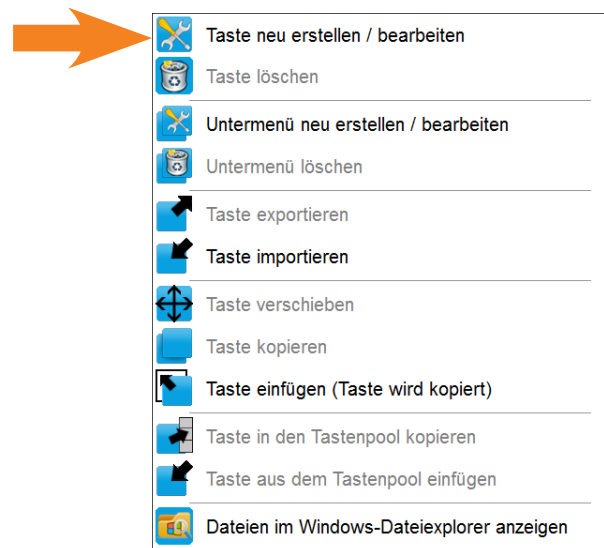 Taste neu erstellen / bearbeiten
Taste löschen
Untermenü neu erstellen / bearbeiten
Untermenü löschen
Taste exportieren
Taste importieren
Taste verschieben
Taste kopieren
Taste einfügen (Taste wird kopiert)
Taste in den Tastenpool kopieren
Taste aus dem Tastenpool einfügen
Dateien im Windows-Dateiexplorer anzeigen